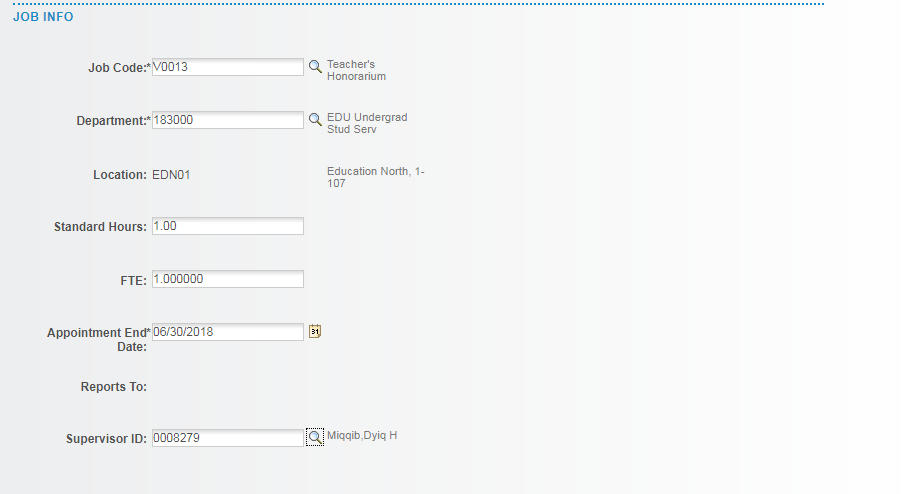 JOB INFO
Job Code:* V0013 Teacher's
Honorarium
Department:* 183000 EDU Undergrad
Stud Serv
Location: EDN01 Education North, 1-
107
Standard Hours: 1.00
FTE: 1.000000
Appointment End* 06/30/2018 31
Date:
Reports To:
Supervisor ID: 0008279 Miqqib,Dyiq H